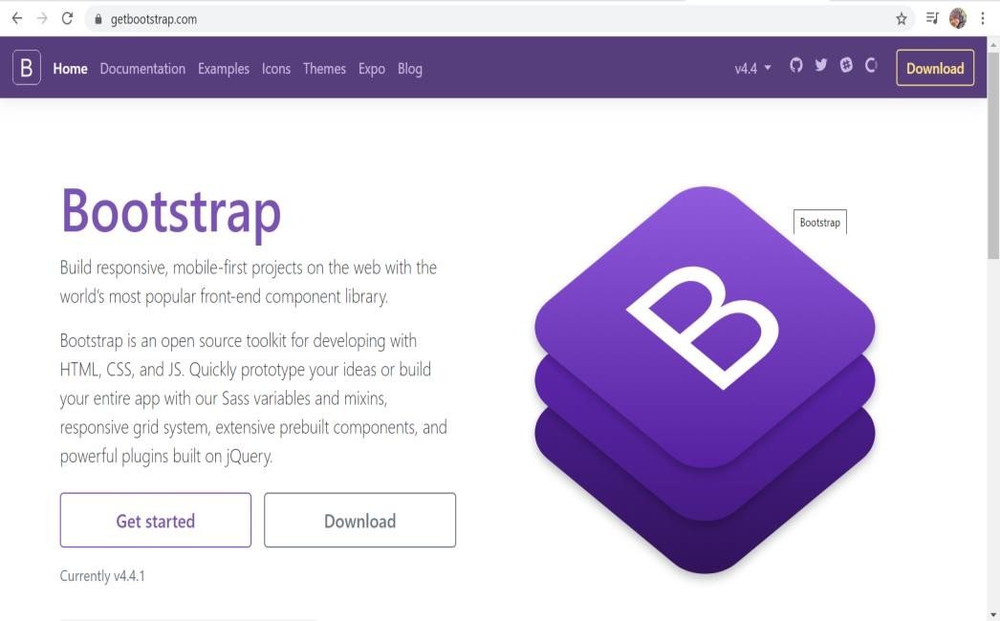 getbootstrap.com
B Home Documentation Examples Icons Themes Expo Blog v4.4 Download
Bootstrap
Build responsive, mobile-first projects on the web with the
world's most popular front-end component library.
Bootstrap is an open source toolkit for developing with
HTML, CSS, and JS. Quickly prototype your ideas or build
your entire app with our Sass variables and mixins,
responsive grid system, extensive prebuilt components, and
powerful plugins built on jQuery.
Get started Download
Currently v4.4.1
B
Bootstrap